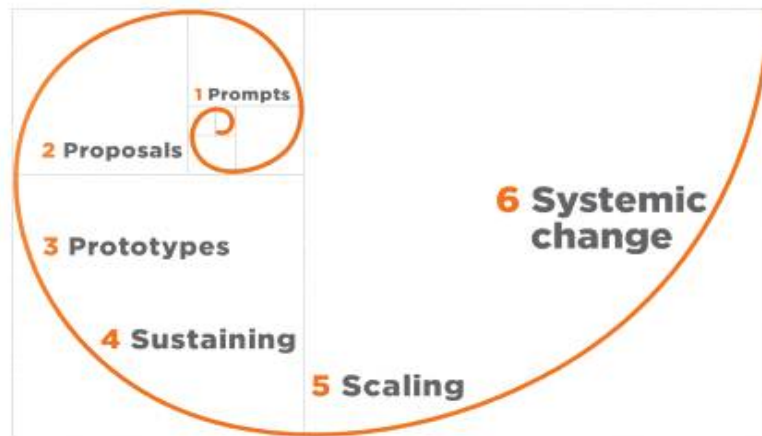 1 Prompts
2 Proposals
3 Prototypes
4 Sustaining
5 Scaling
6 Systemic
change